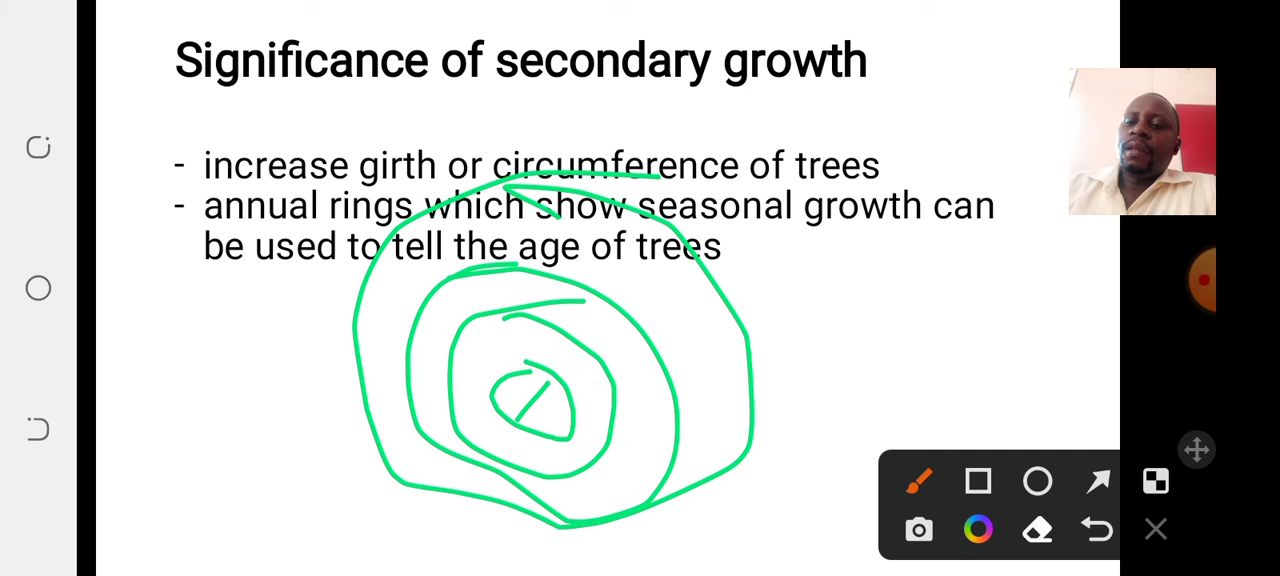 Significance of secondary growth
- increase girth or circumference of trees
- annual rings which show seasonal growth can
be used to tell the age of trees